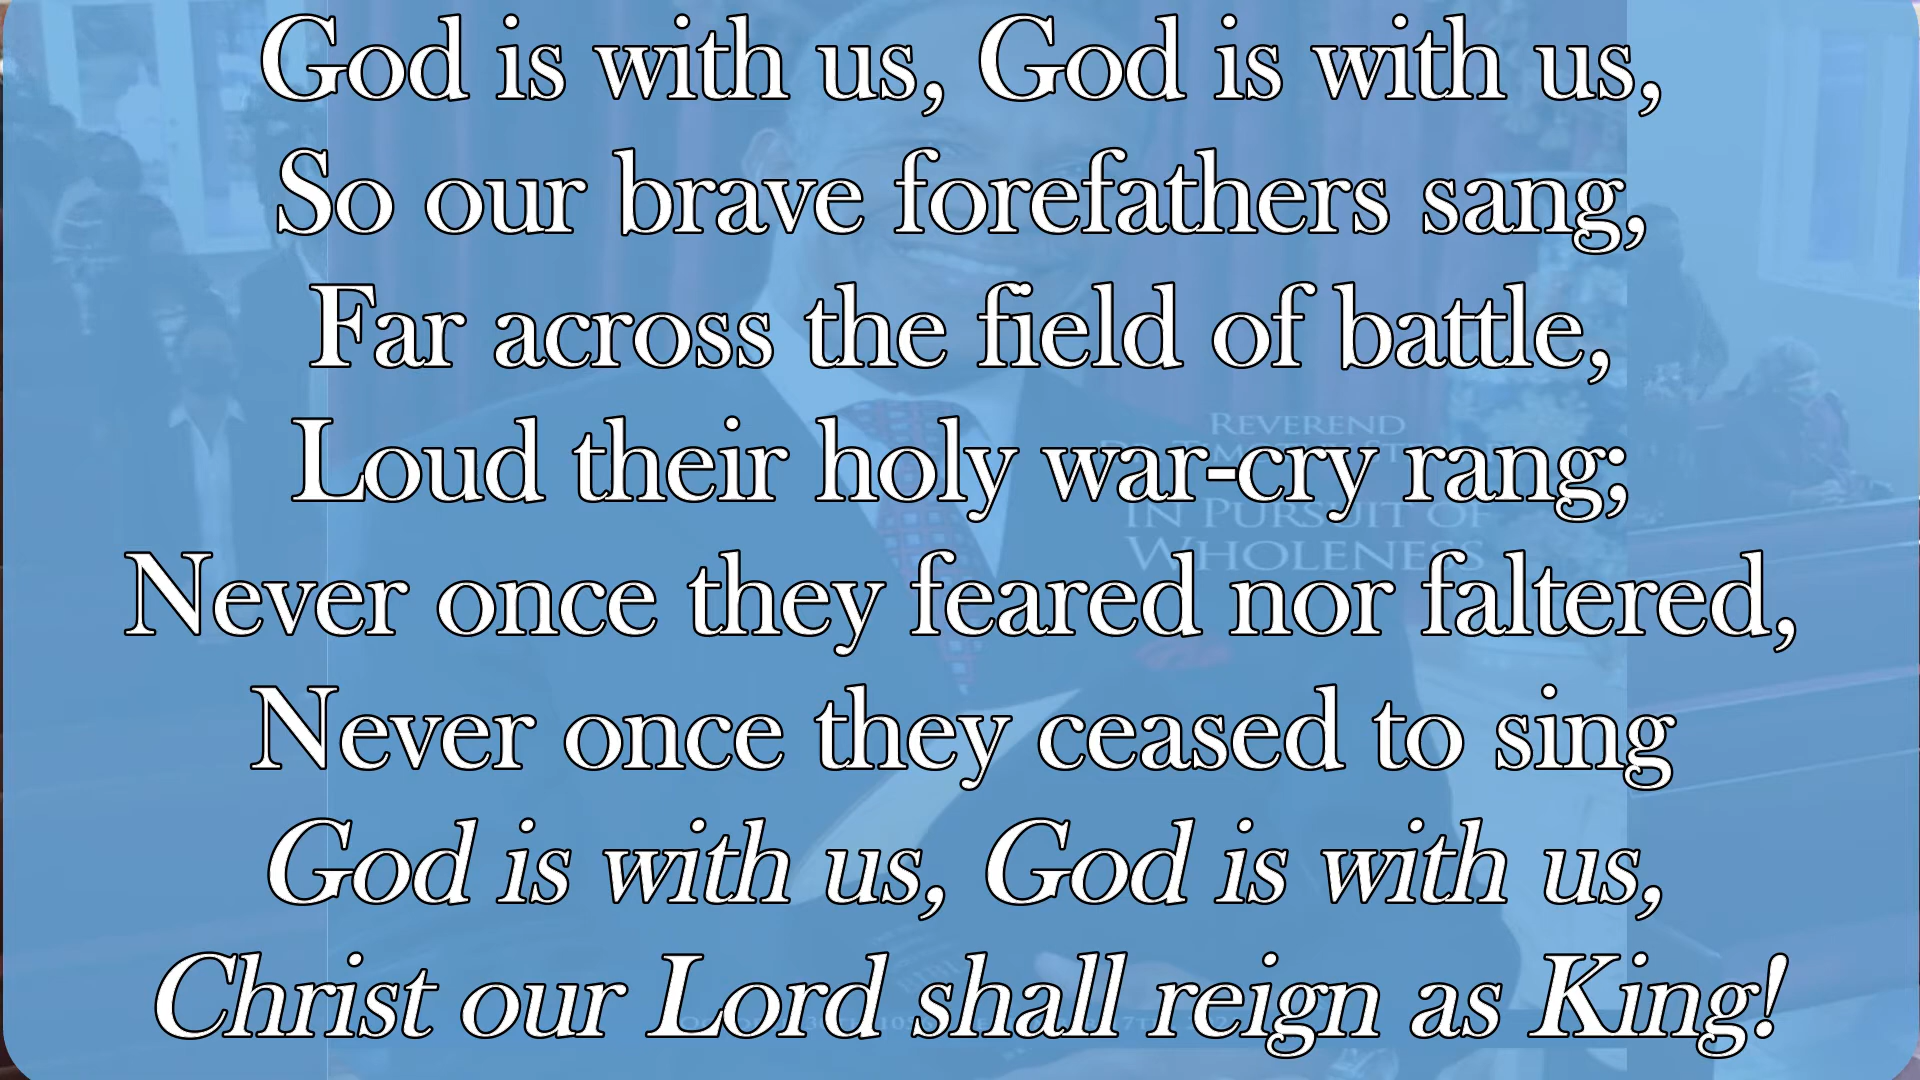 God is with us, God is with us,
So our brave forefathers sang,
Far across the field of battle,
Loud their holy war-cry rang;
Never once they feared nor faltered,
Never once they ceased to sing
God is with us, God is with us,
Christ our Lord shall reign as King!
REVEREND
IN PURSUIT OF
WHOLENESS